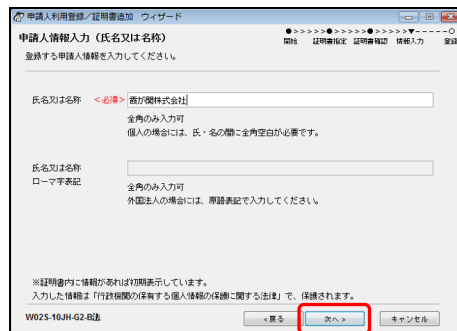 申請人利用登録／証明書追加 ウィザード
申請人情報入力（氏名又は名称）
●>>>>>●>>>>>●>>>>>▼-----○
開始 証明書指定 証明書確認 情報入力 登録
登録する申請人情報を入力してください。
氏名又は名称 <必須> 霞が関株式会社
全角のみ入力可
個人の場合には、氏・名の間に全角空白が必要です。
氏名又は名称
ローマ字表記
全角のみ入力可
外国法人の場合には、原語表記で入力してください。
※証明書内に情報があれば初期表示しています。
入力した情報は「行政機関の保有する個人情報の保護に関する法律」で、保護されます。
W02S-10JH-G2-B法
<戻る 次へ> キャンセル